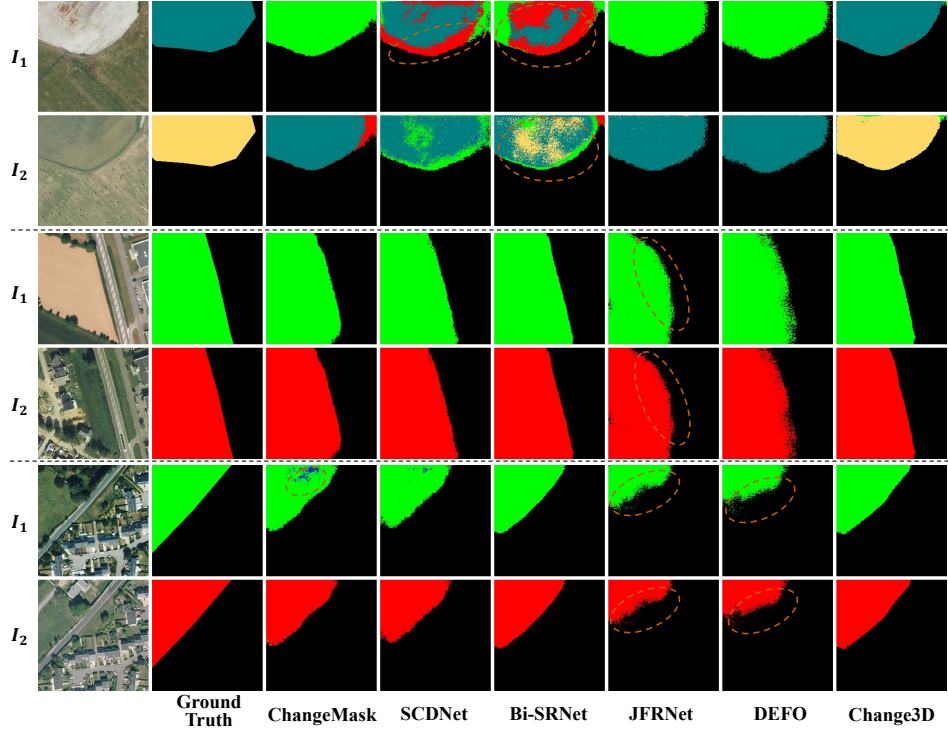 I1
I2
I1
I2
I1
I2
Ground
Truth
ChangeMask
SCDNet
Bi-SRNet
JFRNet
DEFO
Change3D